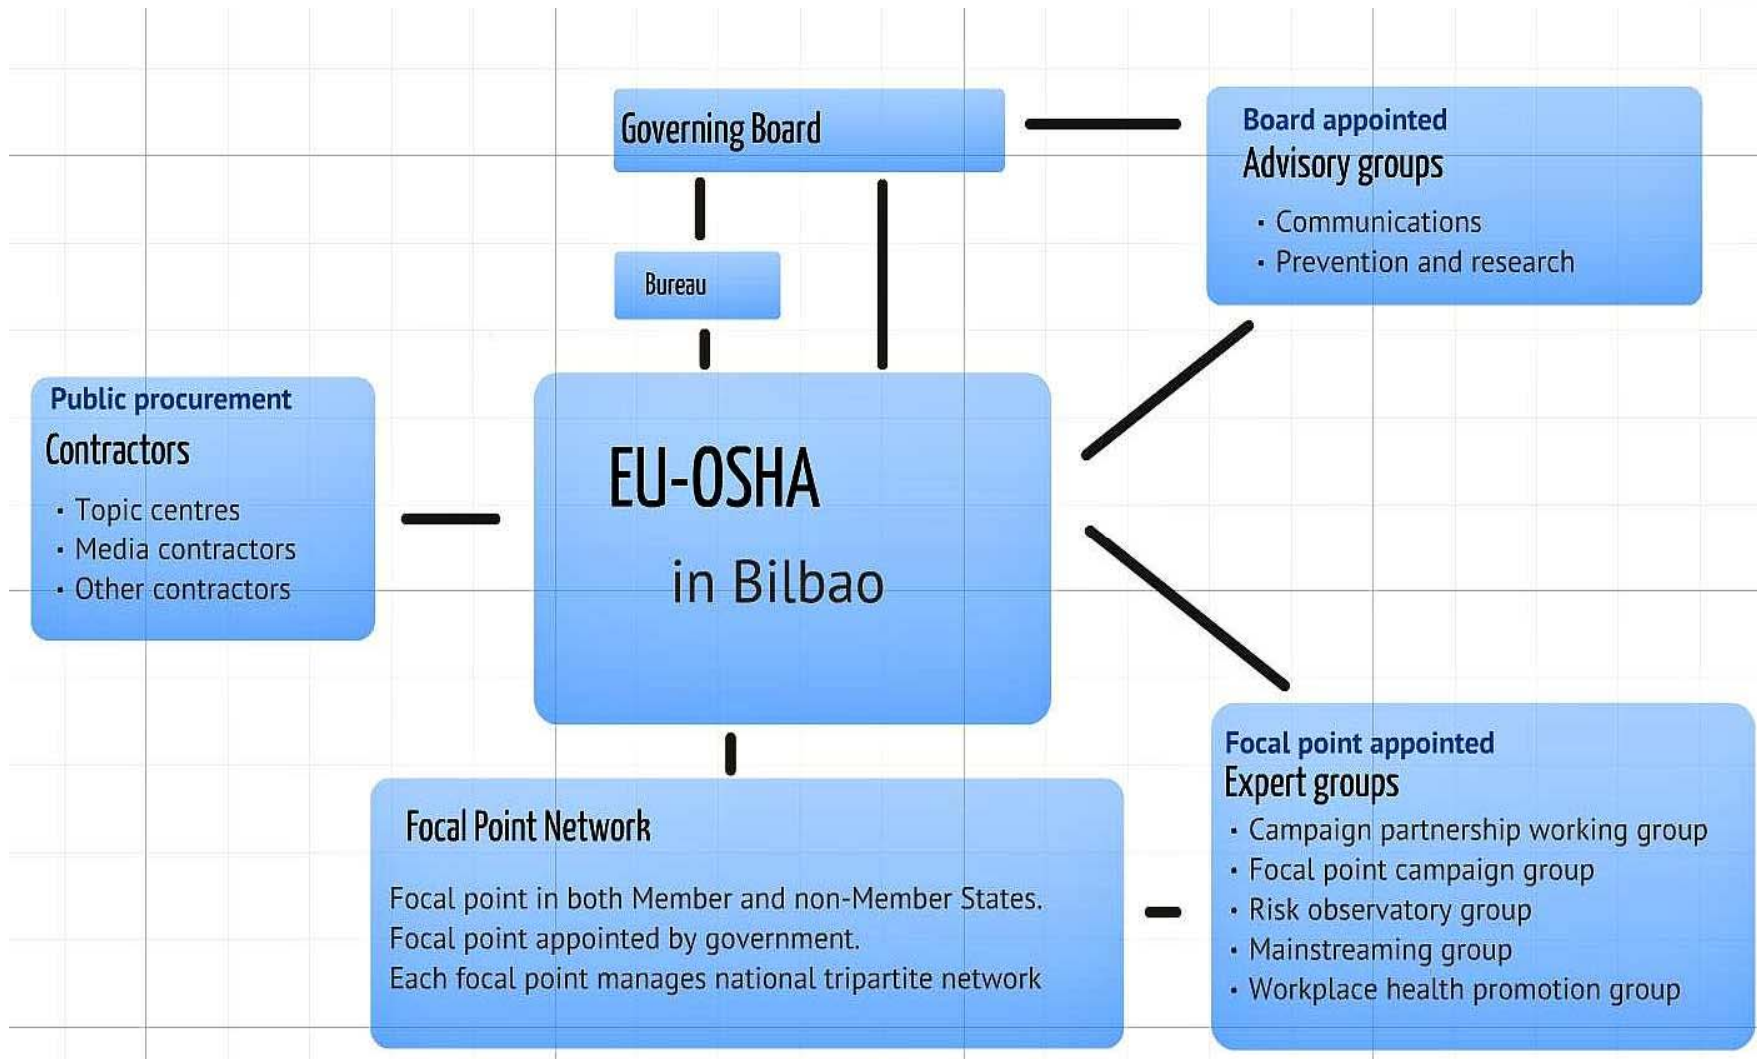 Governing Board
Board appointed
Advisory groups
· Communications
· Prevention and research
Bureau
Public procurement
Contractors
· Topic centres
· Media contractors
· Other contractors
EU-OSHA
in Bilbao
Focal Point Network
Focal point in both Member and non-Member States.
Focal point appointed by government.
Each focal point manages national tripartite network
Focal point appointed
Expert groups
· Campaign partnership working group
· Focal point campaign group
· Risk observatory group
· Mainstreaming group
· Workplace health promotion group